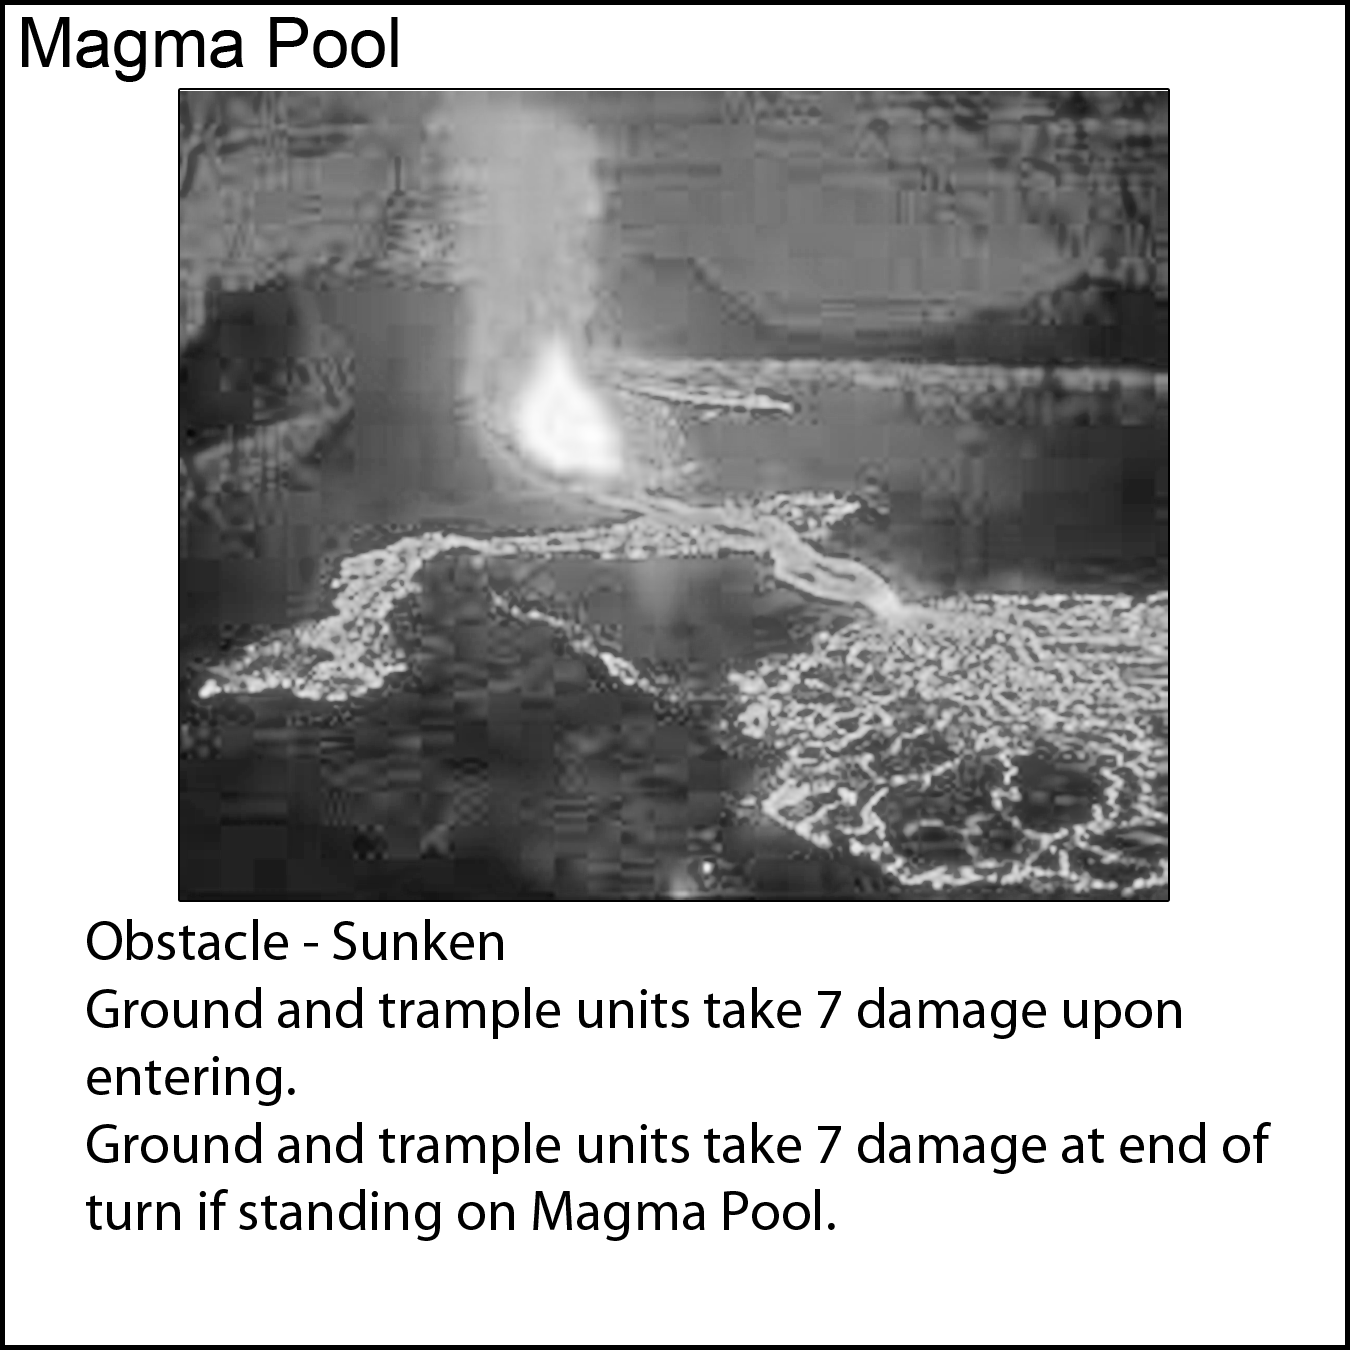 Magma Pool
Obstacle - Sunken
Ground and trample units take 7 damage upon
entering.
Ground and trample units take 7 damage at end of
turn if standing on Magma Pool.